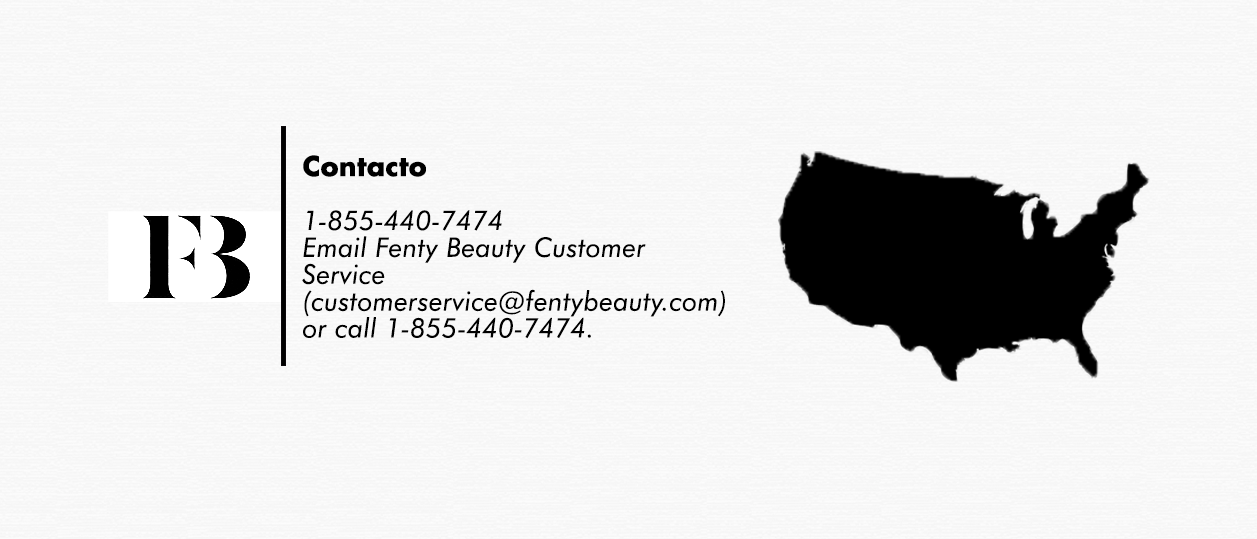 FB
Contacto
1-855-440-7474
Email Fenty Beauty Customer
Service
(customerservice@fentybeauty.com)
or call 1-855-440-7474.